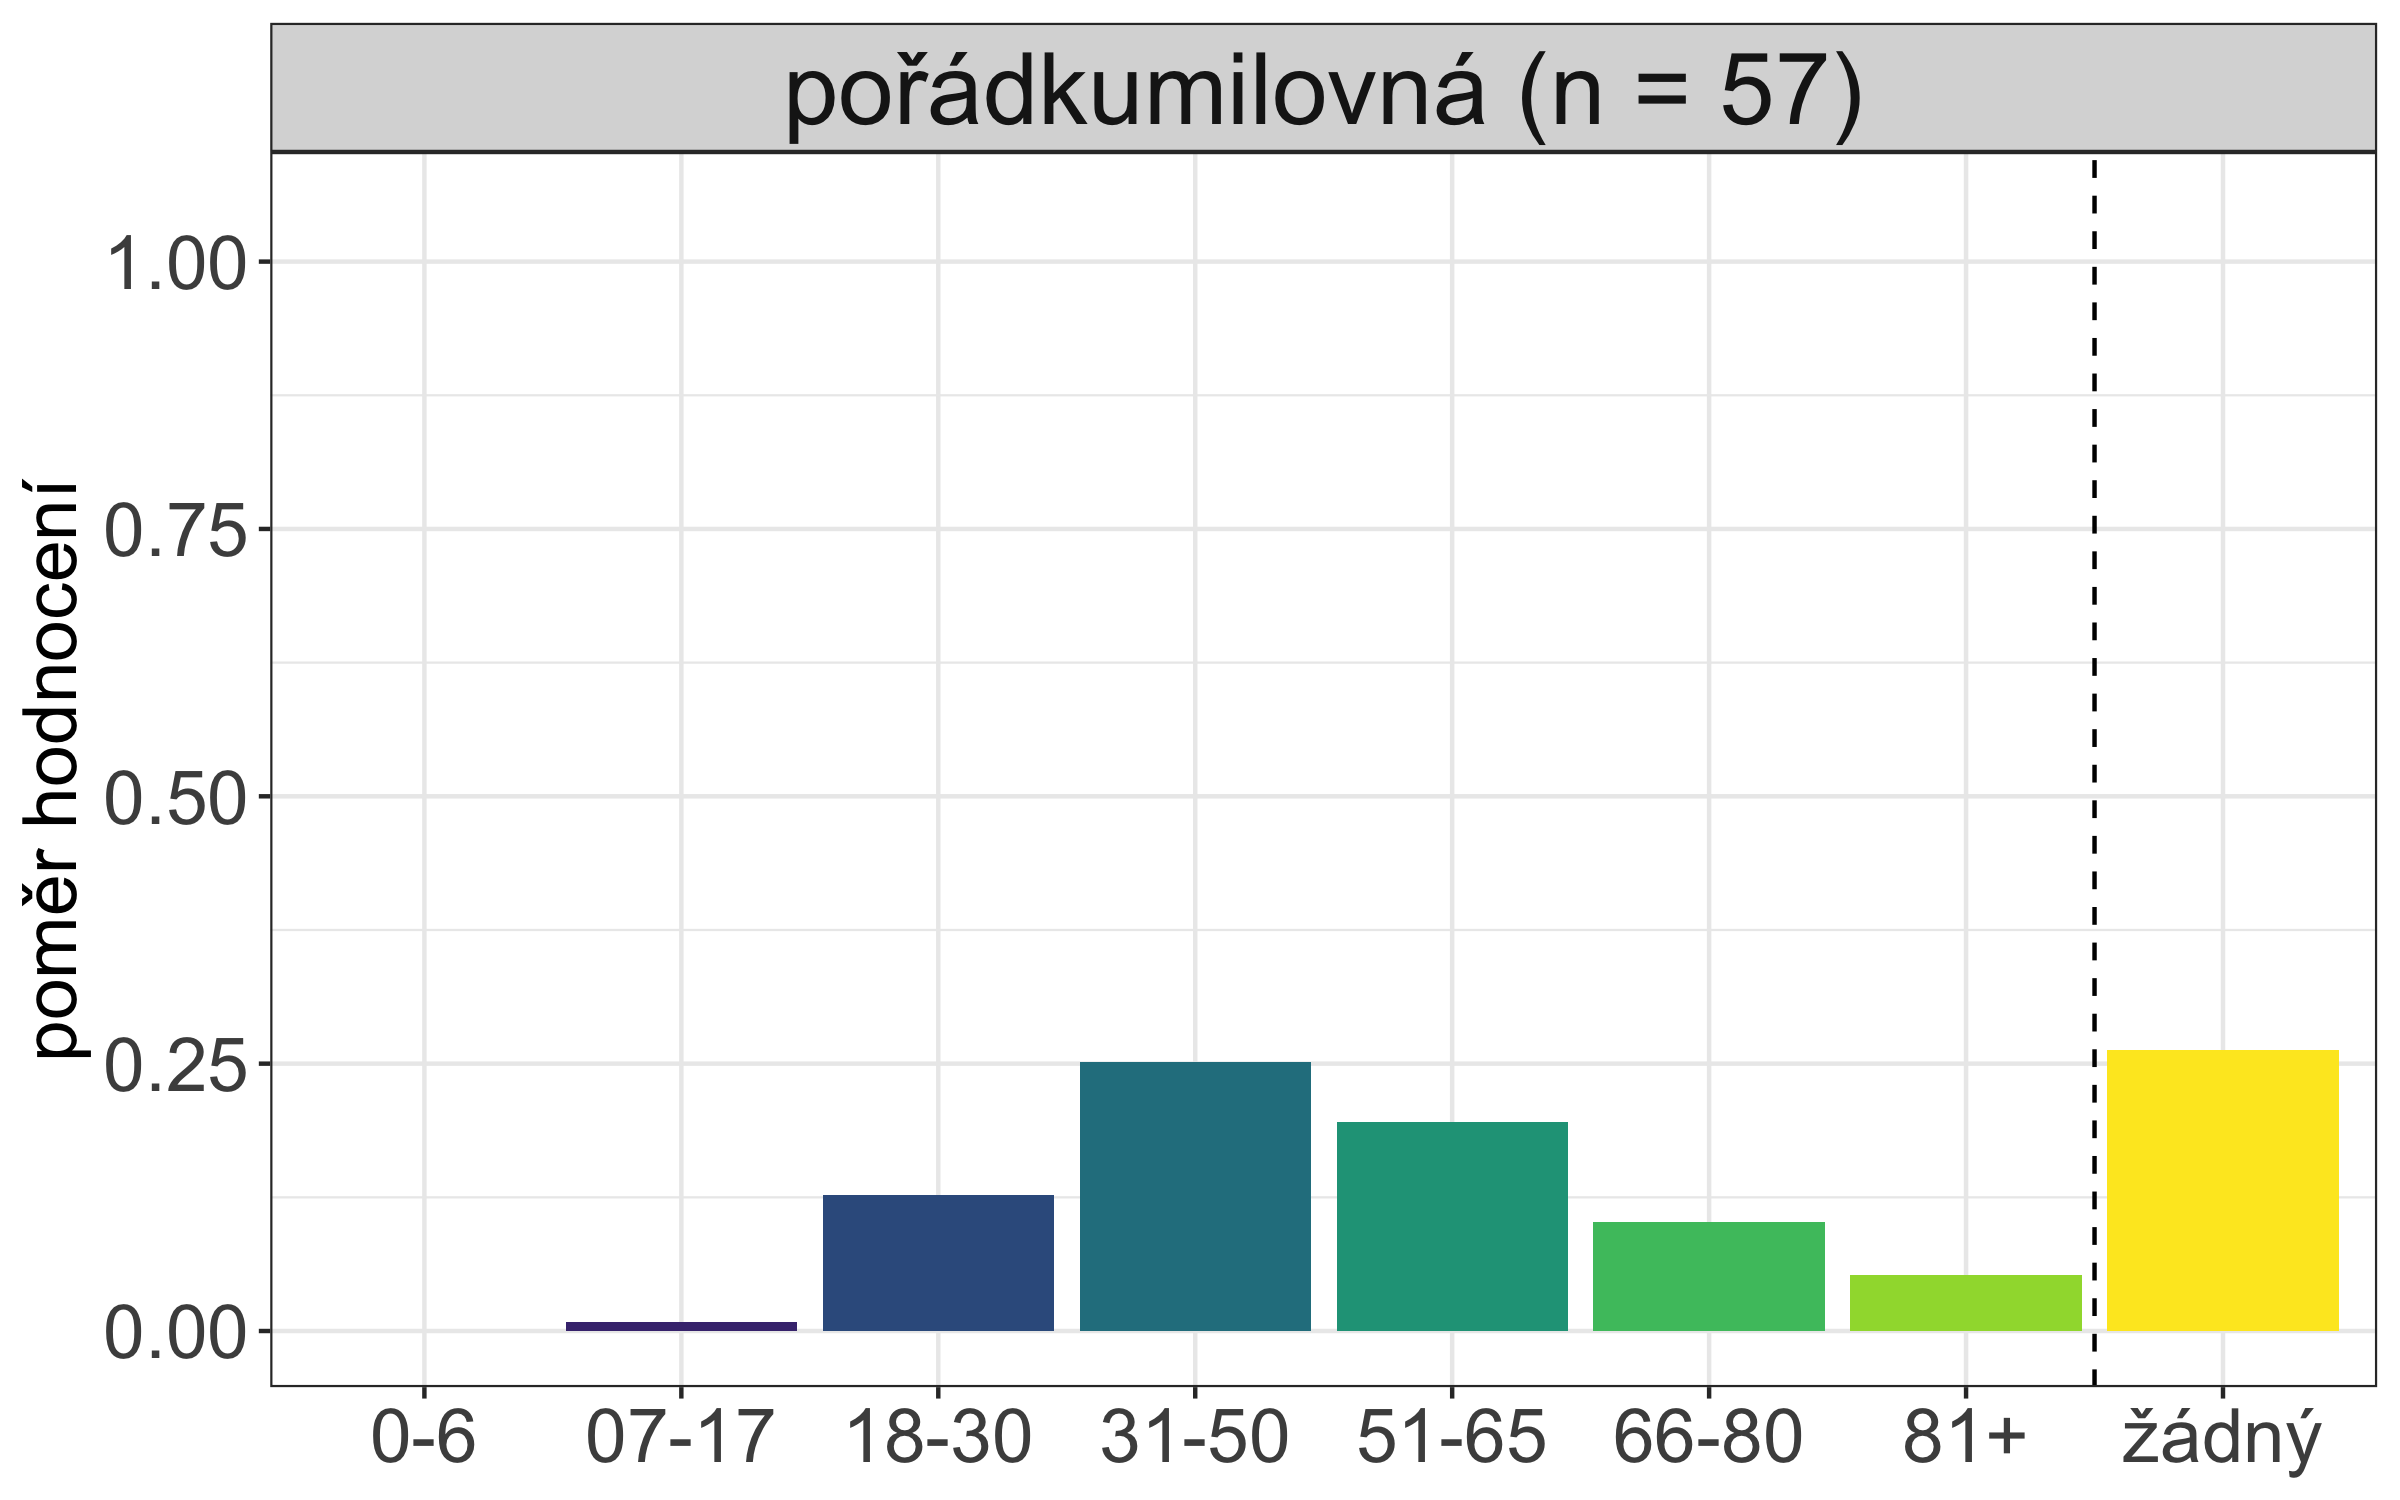 pořádkumilovná (n = 57)
poměr hodnocení
1.00
0.75
0.50
0.25
0.00
0-6 07-17 18-30 31-50 51-65 66-80 81+ žádný